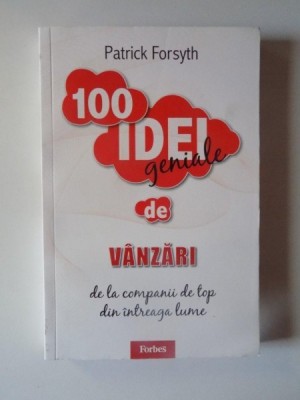 Patrick Forsyth
100
IDEI
geniale
de
VÂNZĂRI
de la companii de top
din întreaga lume
Forbes